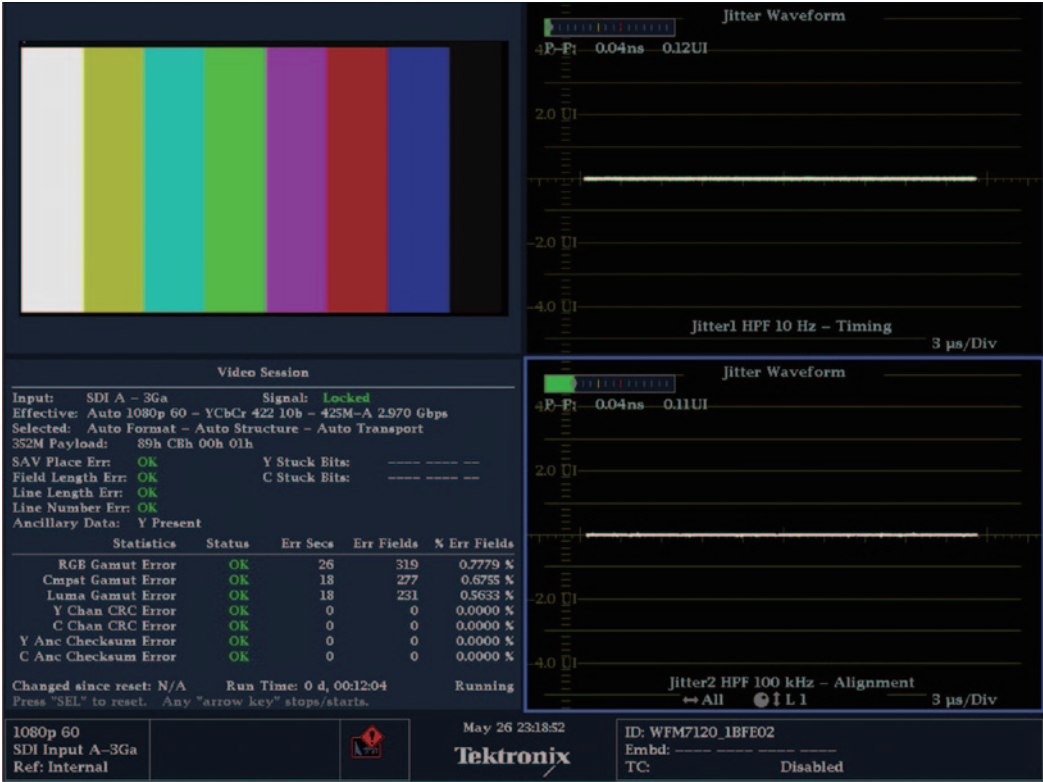 Jitter Waveform
P-P: 0.04ns 0.12UI
2.0 UI
-2.0 UI
-4.0 UI
Jitter1 HPF 10 Hz – Timing
3 µs/Div
Video Session
Input: SDI A – 3Ga Signal: Locked
Effective: Auto 1080p 60 – YCbCr 422 10b – 425M-A 2.970 Gbps
Selected: Auto Format – Auto Structure – Auto Transport
352M Payload: 89h CBh 00h 01h
SAV Place Err: OK Y Stuck Bits: ---- ---- --
Field Length Err: OK C Stuck Bits: ---- ---- --
Line Length Err: OK
Line Number Err: OK
Ancillary Data: Y Present
Statistics Status Err Secs Err Fields % Err Fields
RGB Gamut Error OK 26 319 0.7779 %
Cmpst Gamut Error OK 18 277 0.6755 %
Luma Gamut Error OK 18 231 0.5633 %
Y Chan CRC Error OK 0 0 0.0000 %
C Chan CRC Error OK 0 0 0.0000 %
Y Anc Checksum Error OK 0 0 0.0000 %
C Anc Checksum Error OK 0 0 0.0000 %
Changed since reset: N/A Run Time: 0 d, 00:12:04 Running
Press "SEL" to reset. Any "arrow key" stops/starts.
Jitter Waveform
P-P: 0.04ns 0.11UI
2.0 UI
-2.0 UI
-4.0 UI
Jitter2 HPF 100 kHz – Alignment
All L 1 3 µs/Div
1080p 60
SDI Input A-3Ga
Ref: Internal
May 26 23:18:52
Tektronix
ID: WFM7120_1BFE02
Embd: ---- ---- ---- ----
TC: Disabled